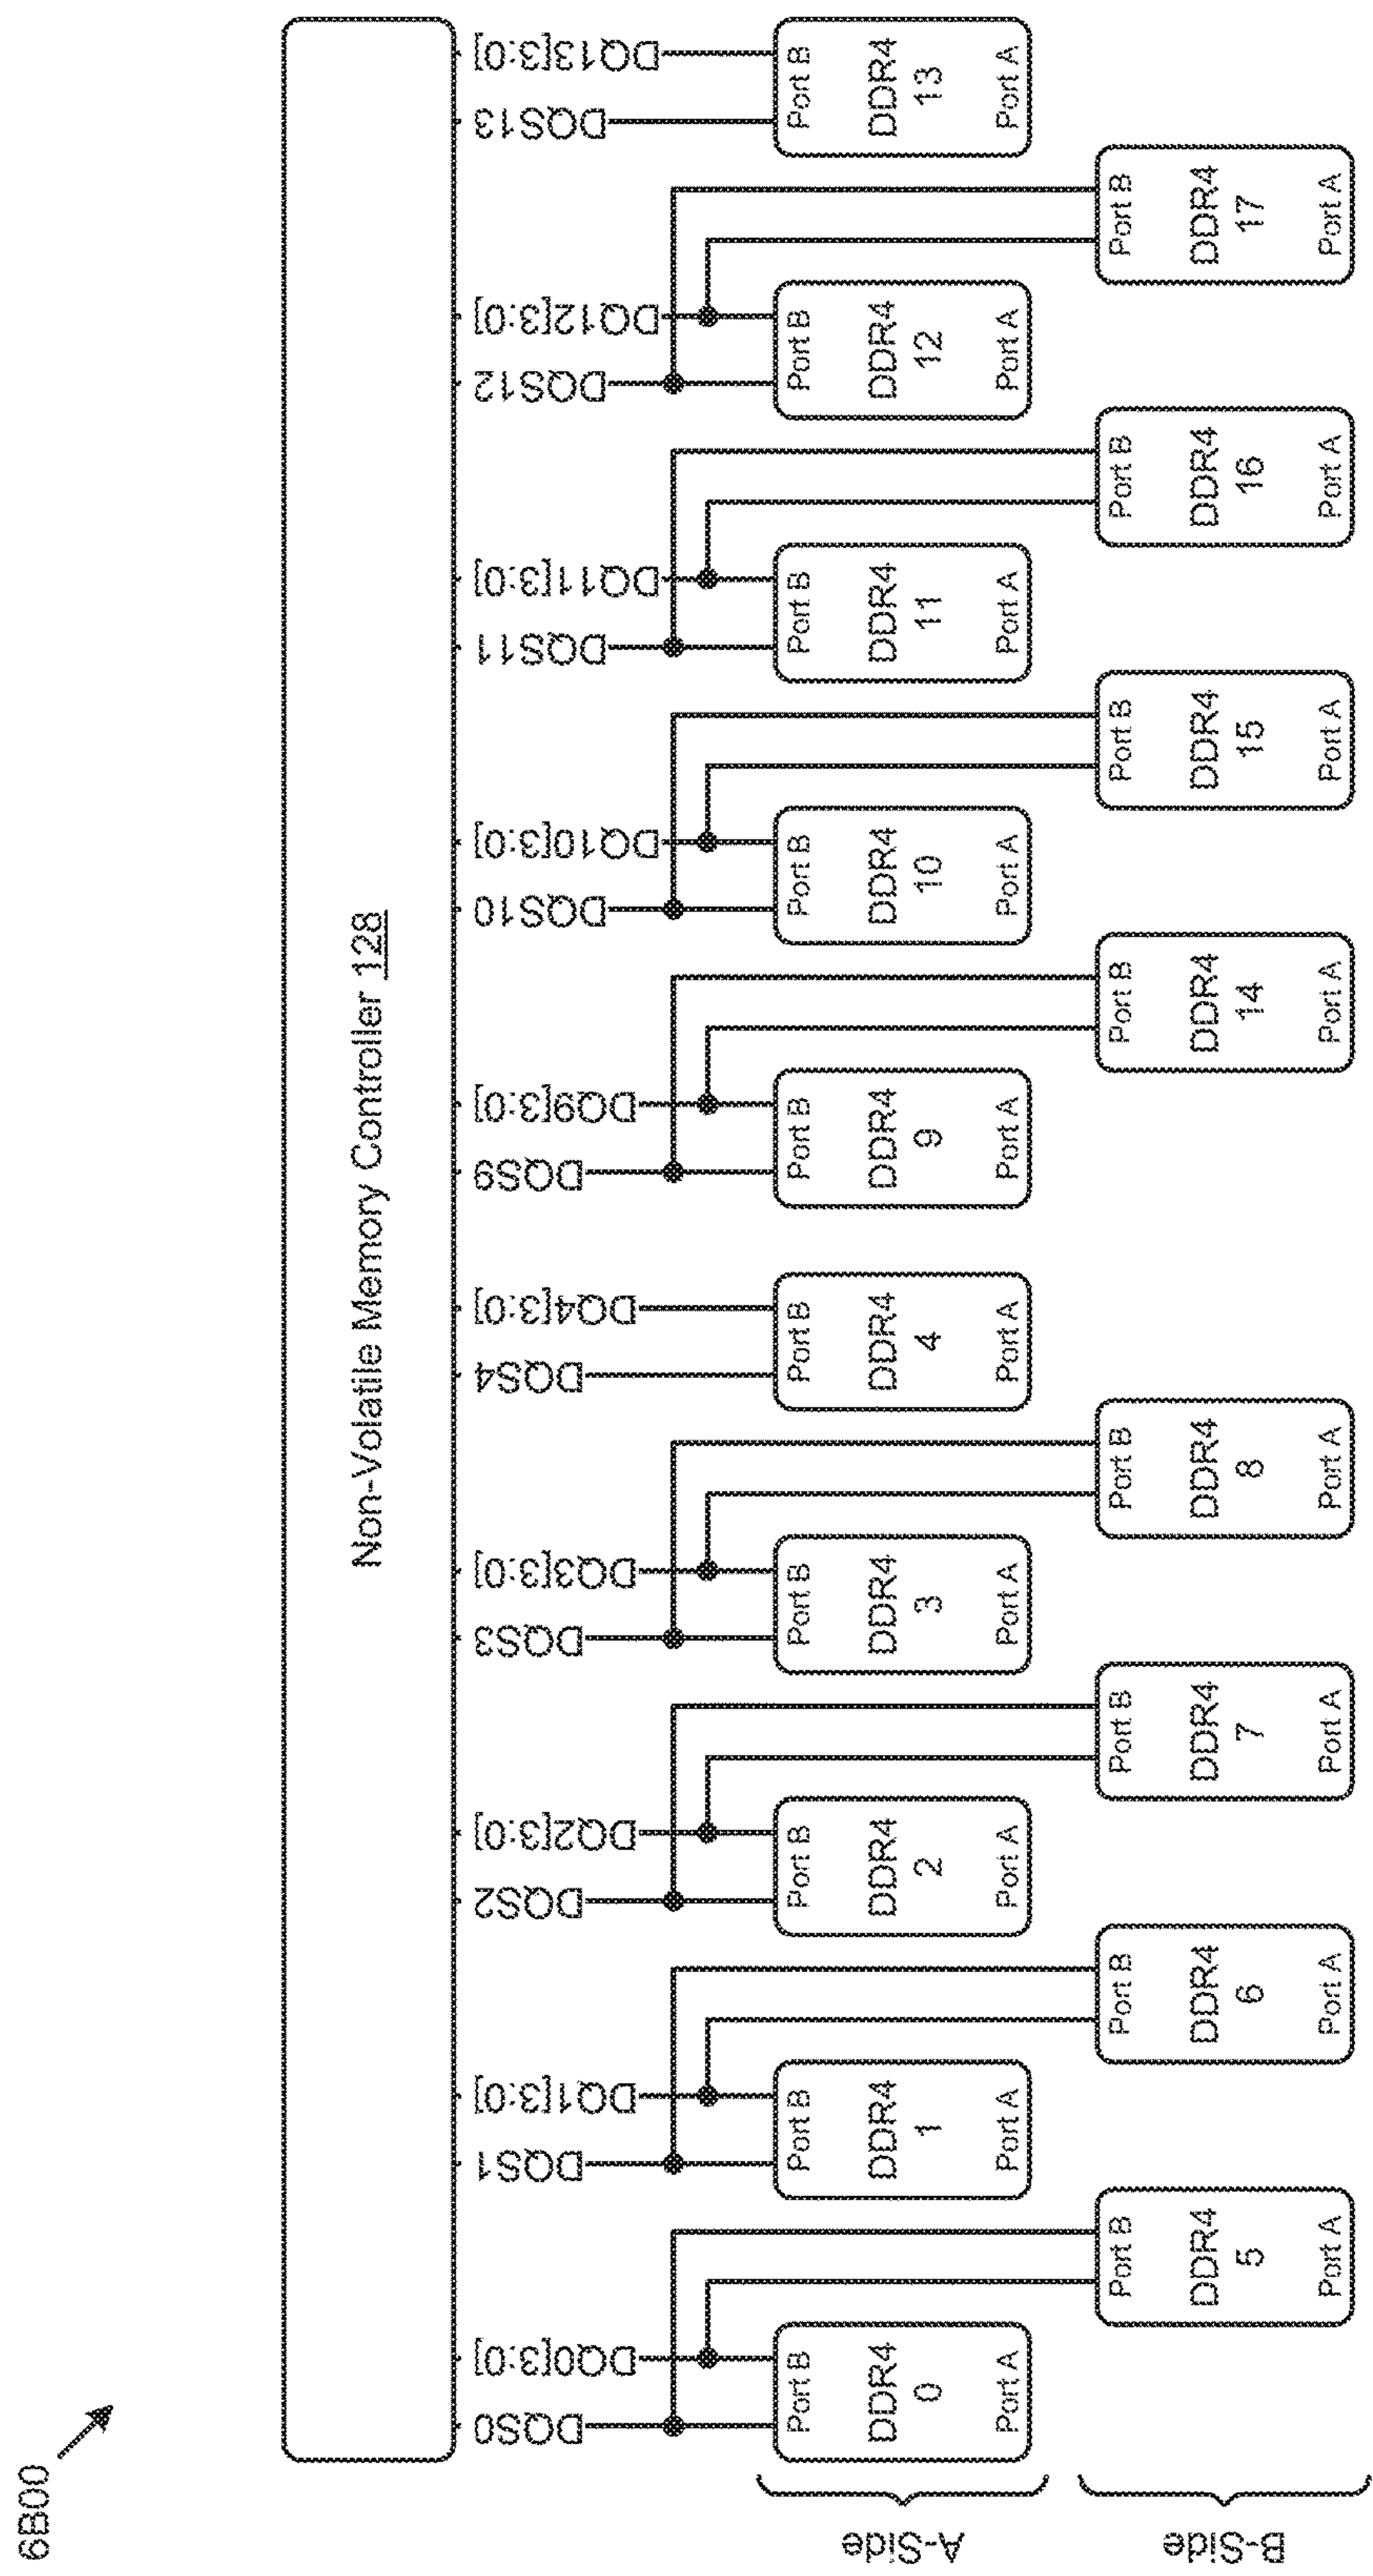 6B00
Non-Volatile Memory Controller 128
DQS0
DQ0[3:0]
DQS1
DQ1[3:0]
DQS2
DQ2[3:0]
DQS3
DQ3[3:0]
DQS4
DQ4[3:0]
DQS9
DQ9[3:0]
DQS10
DQ10[3:0]
DQS11
DQ11[3:0]
DQS12
DQ12[3:0]
DQS13
DQ13[3:0]
A-Side
Port B
DDR4
0
Port A
Port B
DDR4
1
Port A
Port B
DDR4
2
Port A
Port B
DDR4
3
Port A
Port B
DDR4
4
Port A
Port B
DDR4
9
Port A
Port B
DDR4
10
Port A
Port B
DDR4
11
Port A
Port B
DDR4
12
Port A
Port B
DDR4
13
Port A
B-Side
Port B
DDR4
5
Port A
Port B
DDR4
6
Port A
Port B
DDR4
7
Port A
Port B
DDR4
8
Port A
Port B
DDR4
14
Port A
Port B
DDR4
15
Port A
Port B
DDR4
16
Port A
Port B
DDR4
17
Port A